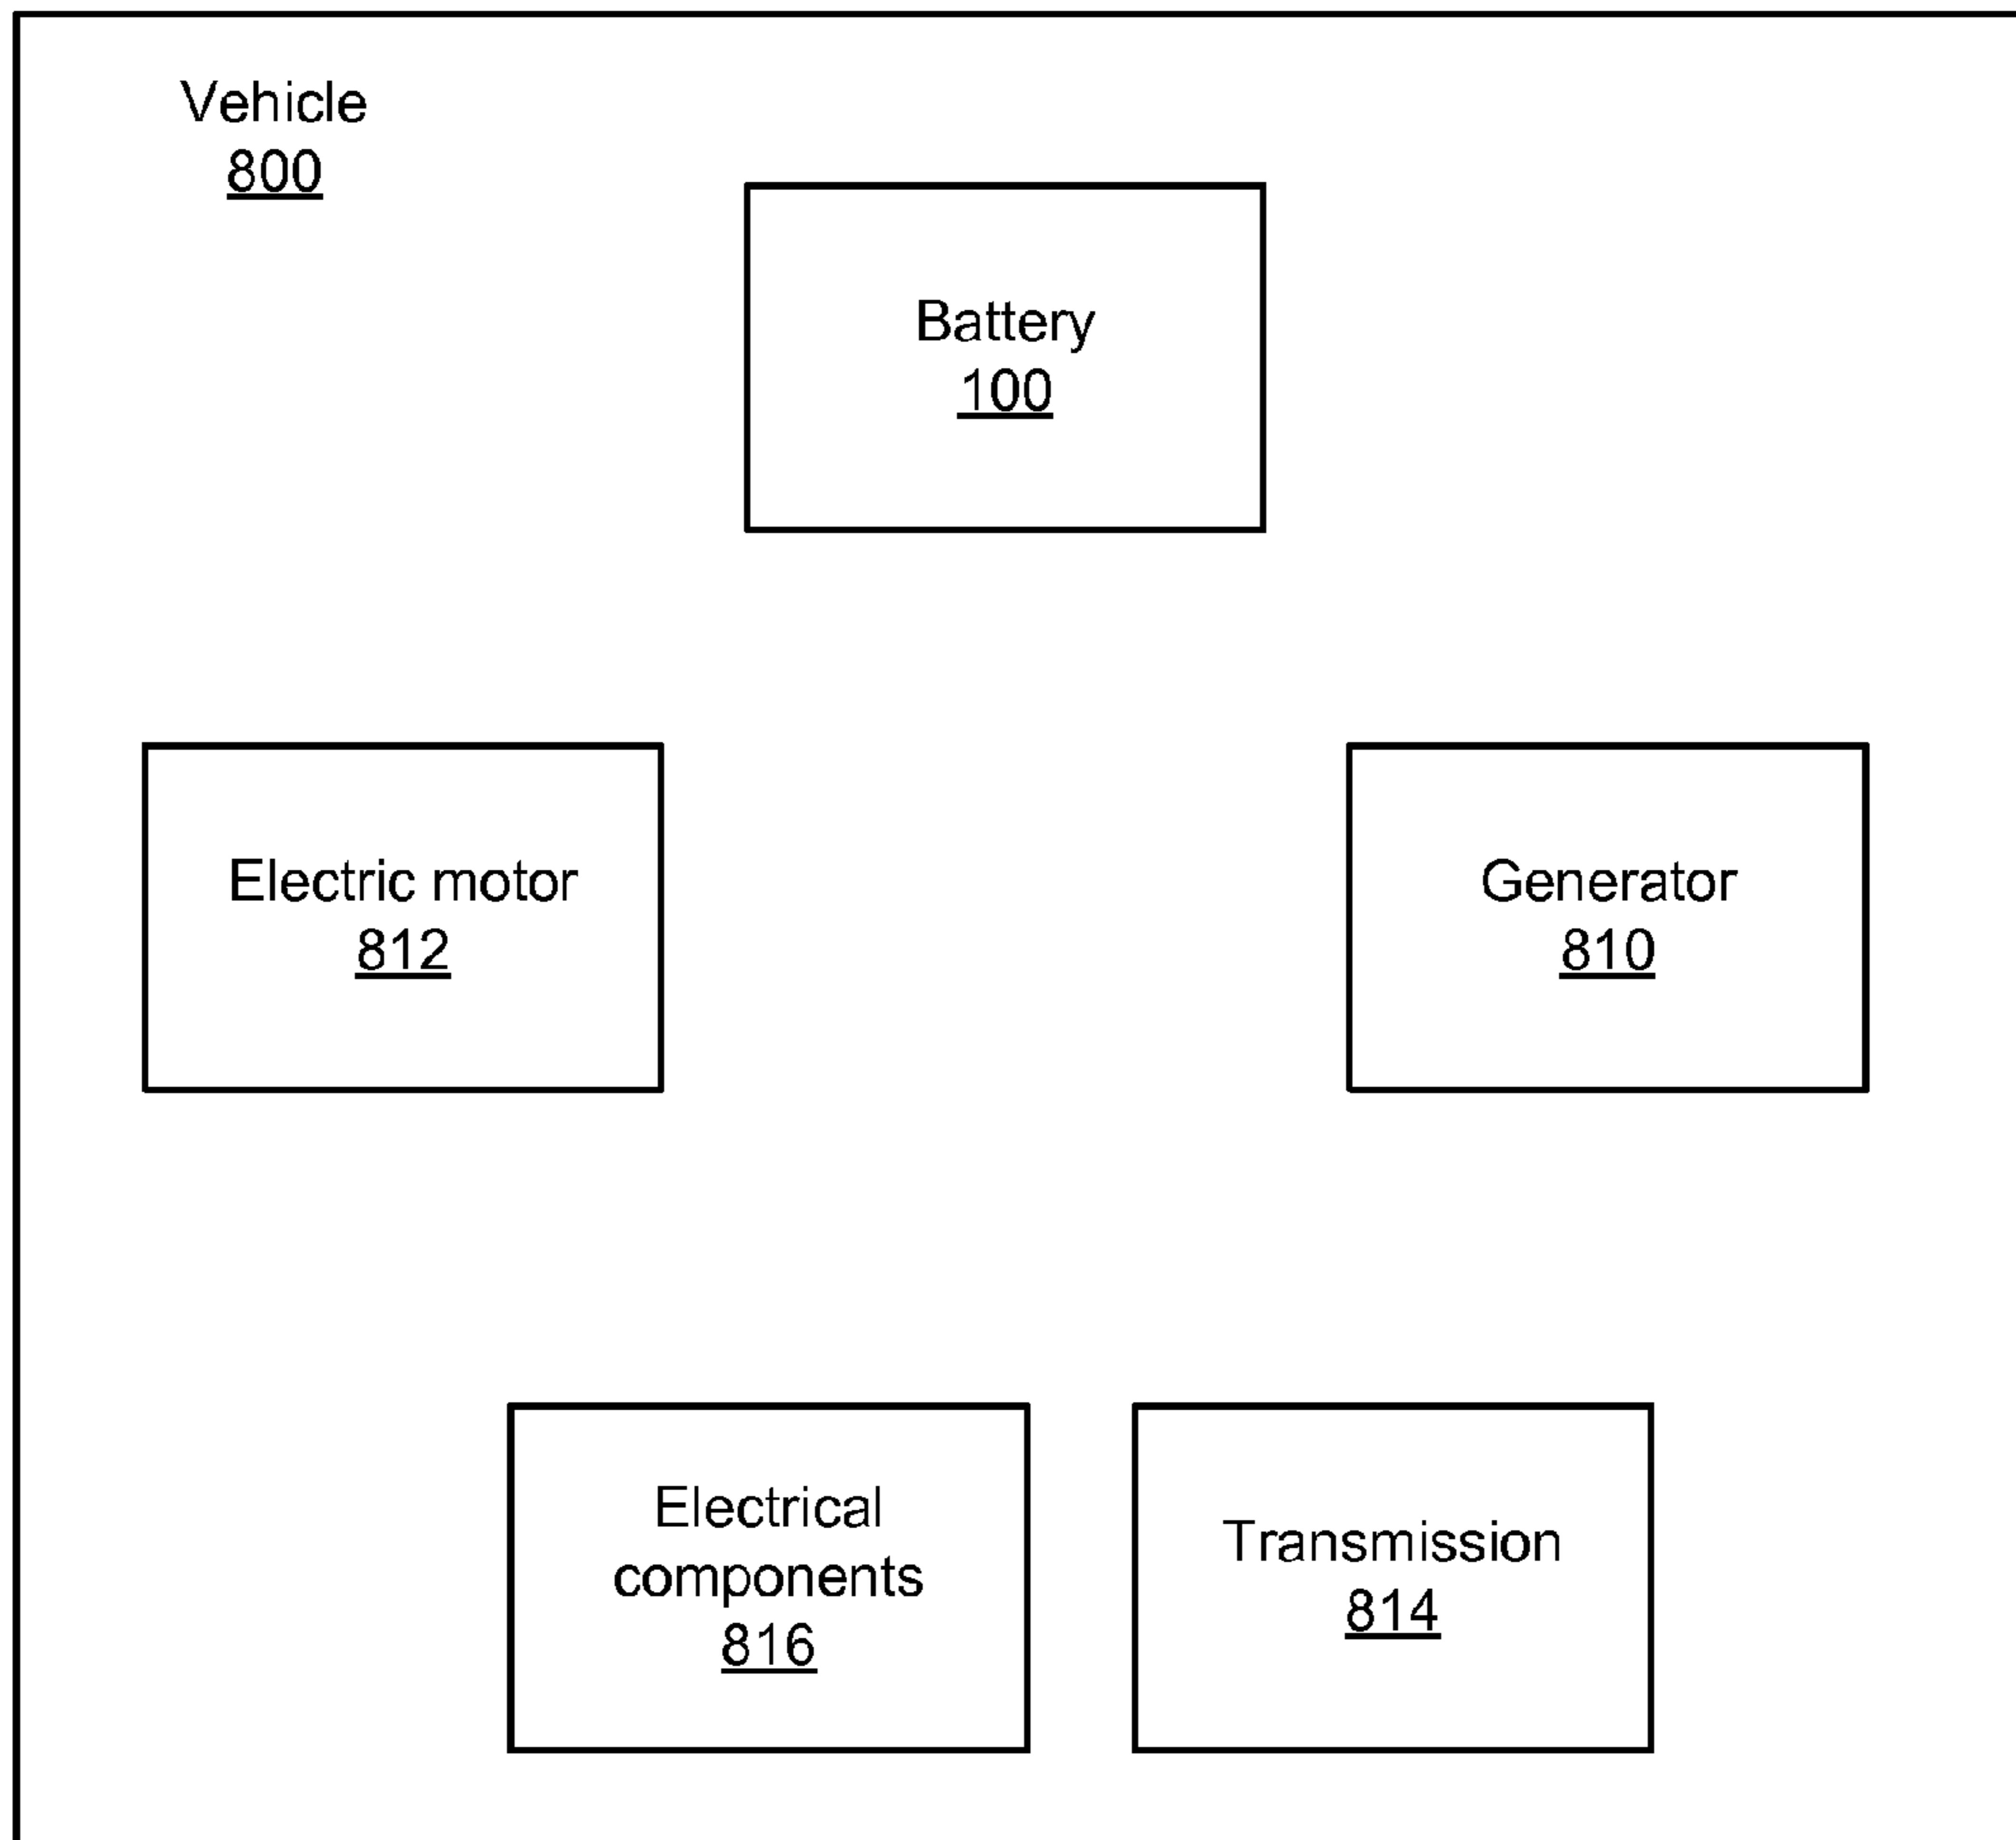 Vehicle
800
Battery
100
Electric motor
812
Generator
810
Electrical
components
816
Transmission
814